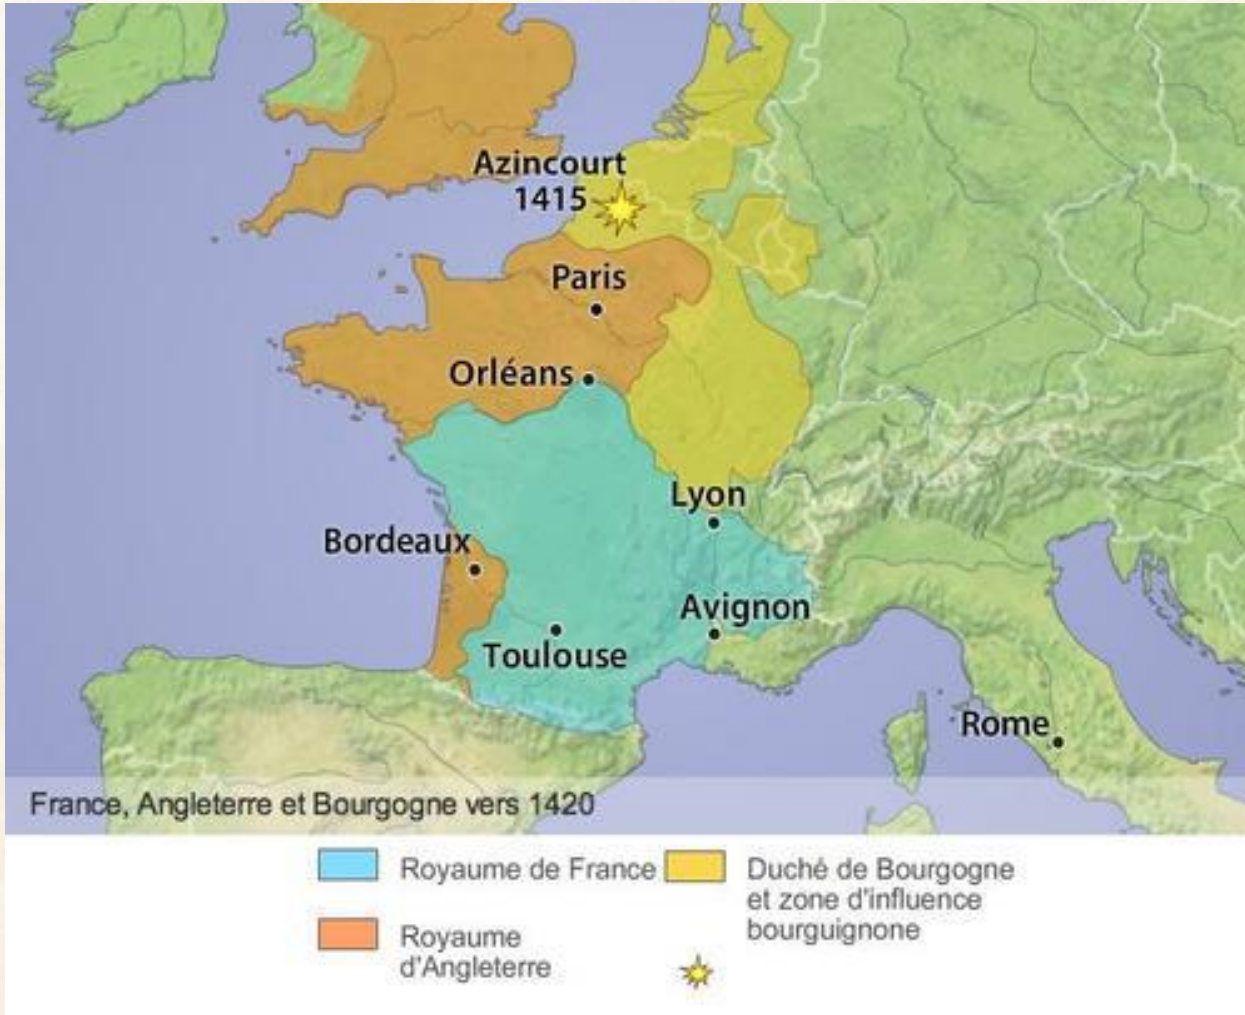 Azincourt
1415
Paris
Orléans
Lyon
Bordeaux
Avignon
Toulouse
Rome
France, Angleterre et Bourgogne vers 1420
Royaume de France
Royaume
d'Angleterre
Duché de Bourgogne
et zone d'influence
bourguignone